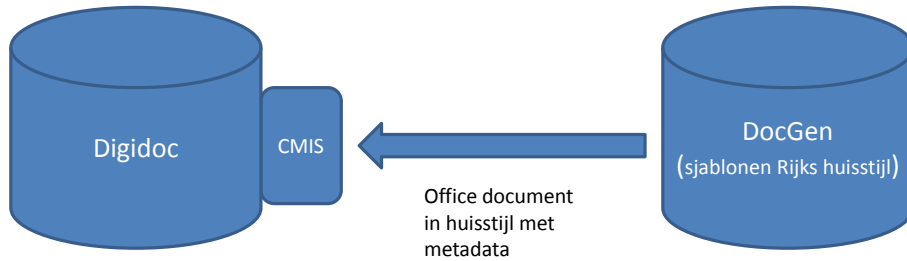 Digidoc
CMIS
DocGen
(sjablonen Rijks huisstijl)
Office document
in huisstijl met
metadata